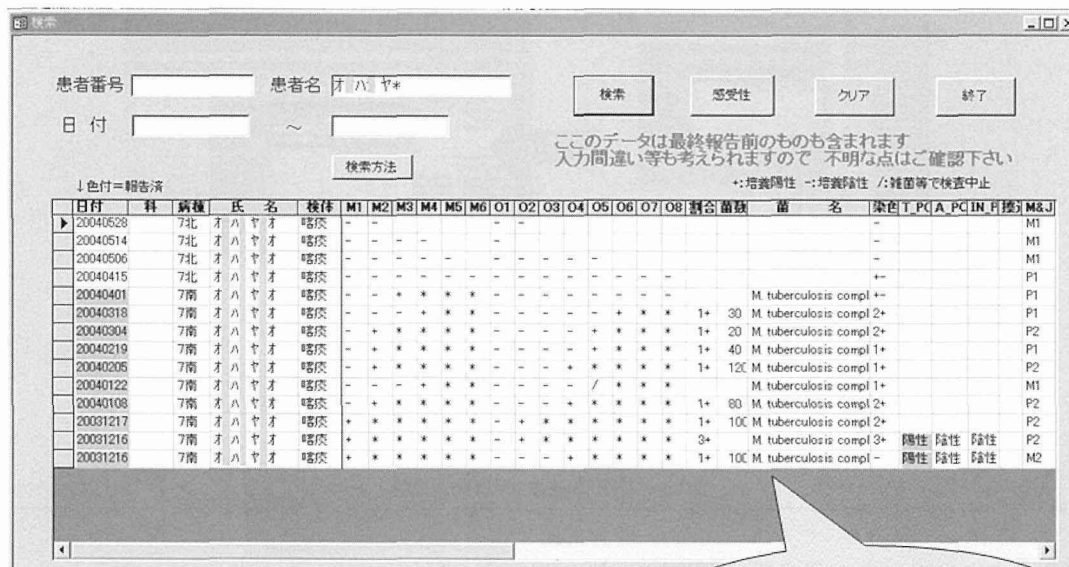 検索
患者番号 患者名 オ ハ ヤ*
検索 感受性 クリア 終了
日 付 ～
ここのデータは最終報告前のものも含まれます
入力間違い等も考えられますので 不明な点はご確認下さい
検索方法
↓色付=報告済 +:培養陽性 -:培養陰性 /:雑菌等で検査中止
日付 科 病棟 氏 名 検体 M1 M2 M3 M4 M5 M6 O1 O2 O3 O4 O5 O6 O7 O8 割合 菌数 菌 名 染色 T_PC A_PC IN_P M&J
20040528 7北 オ ハ ヤ オ 喀痰 - - - - - M1
20040514 7北 オ ハ ヤ オ 喀痰 - - - - - - M1
20040506 7北 オ ハ ヤ オ 喀痰 - - - - - - - - - - - - M1
20040415 7北 オ ハ ヤ オ 喀痰 - - - - - - - - - - - - - - +- P1
20040401 7南 オ ハ ヤ オ 喀痰 - - + * * * - - - - - - - - M. tuberculosis compl +- P1
20040318 7南 オ ハ ヤ オ 喀痰 - - - + * * - - - - - + * * 1+ 30 M. tuberculosis compl 2+ P1
20040304 7南 オ ハ ヤ オ 喀痰 - + * * * * - - - - + * * * 1+ 20 M. tuberculosis compl 2+ P2
20040219 7南 オ ハ ヤ オ 喀痰 - + * * * * - - - - + * * * 1+ 40 M. tuberculosis compl 1+ P1
20040205 7南 オ ハ ヤ オ 喀痰 - + * * * * - - - + * * * * 1+ 120 M. tuberculosis compl 1+ P2
20040122 7南 オ ハ ヤ オ 喀痰 - - - + * * - - - - / * * * M. tuberculosis compl 1+ M1
20040108 7南 オ ハ ヤ オ 喀痰 - + * * * * - - - + * * * * 1+ 80 M. tuberculosis compl 2+ P2
20031217 7南 オ ハ ヤ オ 喀痰 + * * * * * - + * * * * * * 1+ 100 M. tuberculosis compl 2+ P2
20031216 7南 オ ハ ヤ オ 喀痰 + * * * * * - + * * * * * * 3+ M. tuberculosis compl 3+ 陽性 陰性 陰性 P2
20031216 7南 オ ハ ヤ オ 喀痰 + * * * * * - - - + * * * * 1+ 100 M. tuberculosis compl - 陽性 陰性 陰性 M2